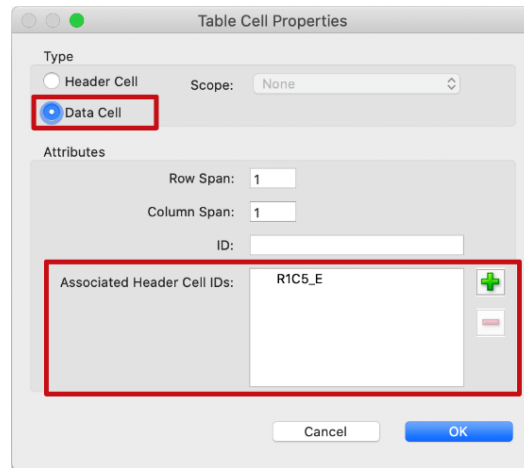 Table Cell Properties
Type
Header Cell Scope: None
Data Cell
Attributes
Row Span: 1
Column Span: 1
ID:
Associated Header Cell IDs: R1C5_E
Cancel OK